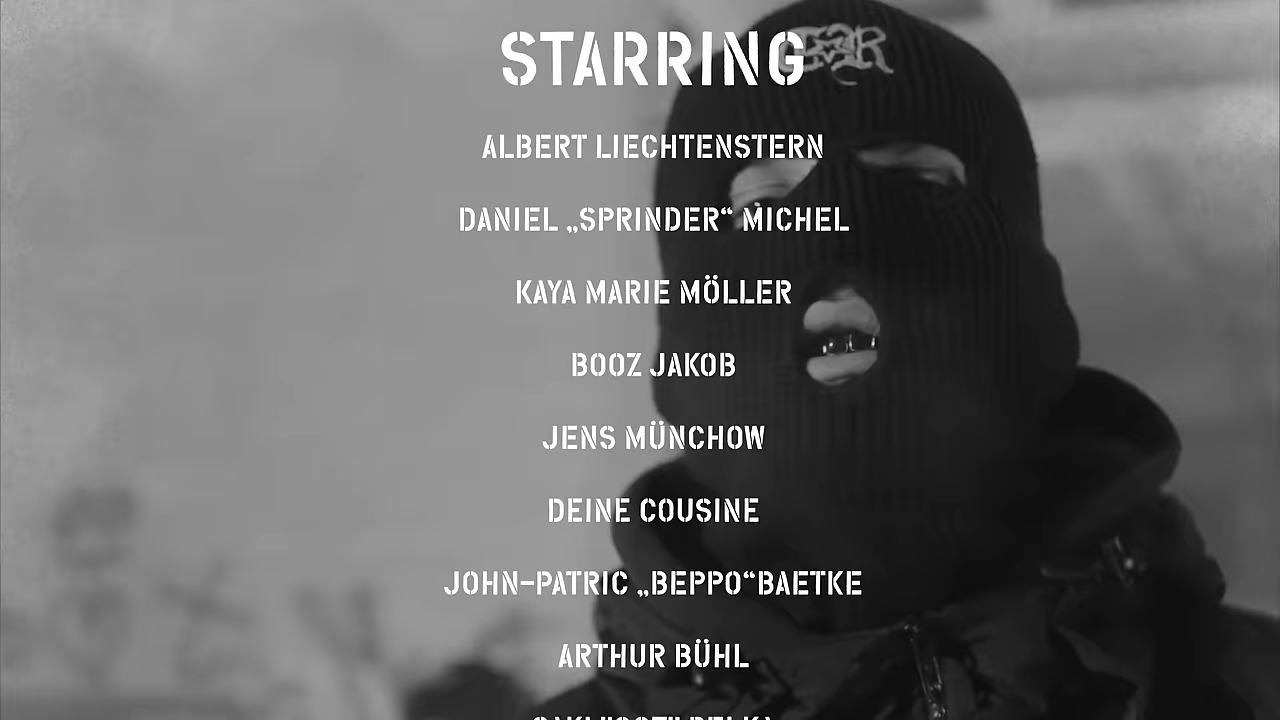 STARRING
ALBERT LIECHTENSTERN
DANIEL „SPRINDER“ MICHEL
KAYA MARIE MÖLLER
BOOZ JAKOB
JENS MÜNCHOW
DEINE COUSINE
JOHN-PATRIC „BEPPO“BAETKE
ARTHUR BÜHL